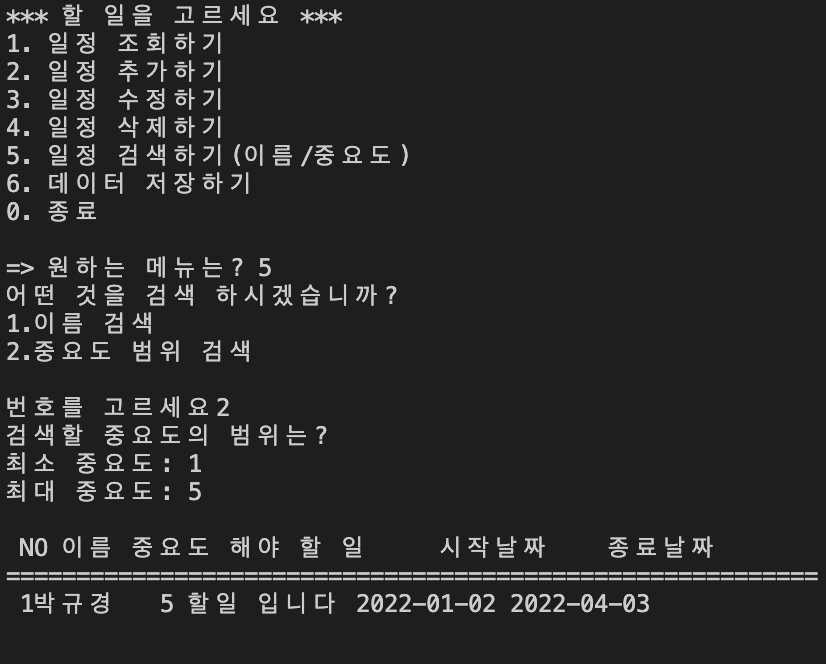 *** 할 일을 고르세요 ***
1. 일정 조회하기
2. 일정 추가하기
3. 일정 수정하기
4. 일정 삭제하기
5. 일정 검색하기(이름/중요도)
6. 데이터 저장하기
0. 종료
=> 원하는 메뉴는? 5
어떤 것을 검색 하시겠습니까?
1.이름 검색
2.중요도 범위 검색
번호를 고르세요2
검색할 중요도의 범위는?
최소 중요도: 1
최대 중요도: 5
NO 이름 중요도 해야 할 일 시작날짜 종료날짜
==========================================================
1박규경 5 할일 입니다 2022-01-02 2022-04-03